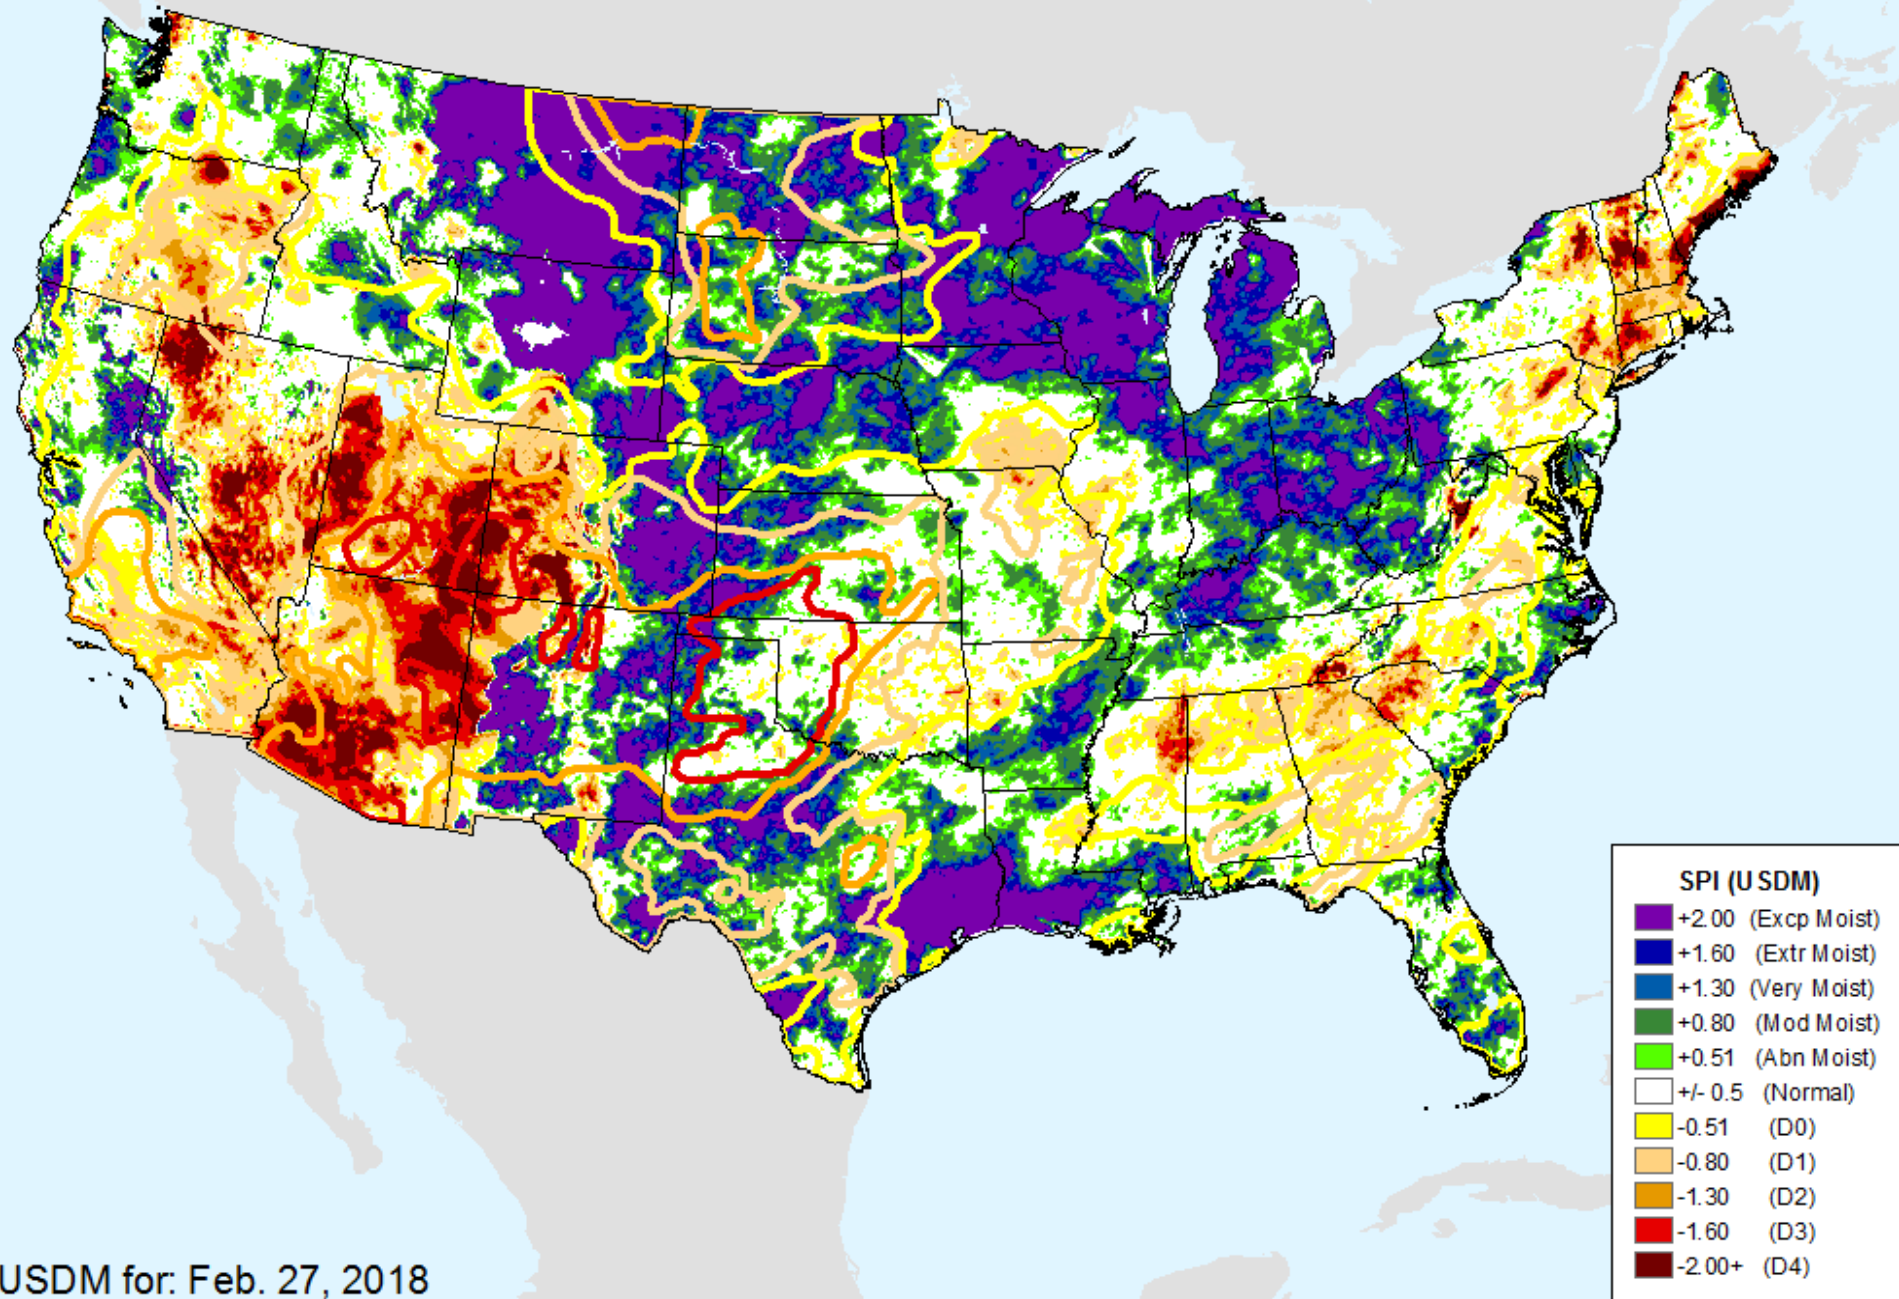 SPI (USDM)
+2.00 (Excp Moist)
+1.60 (Extr Moist)
+1.30 (Very Moist)
+0.80 (Mod Moist)
+0.51 (Abn Moist)
+/- 0.5 (Normal)
-0.51 (D0)
-0.80 (D1)
-1.30 (D2)
-1.60 (D3)
-2.00+ (D4)
USDM for: Feb. 27, 2018